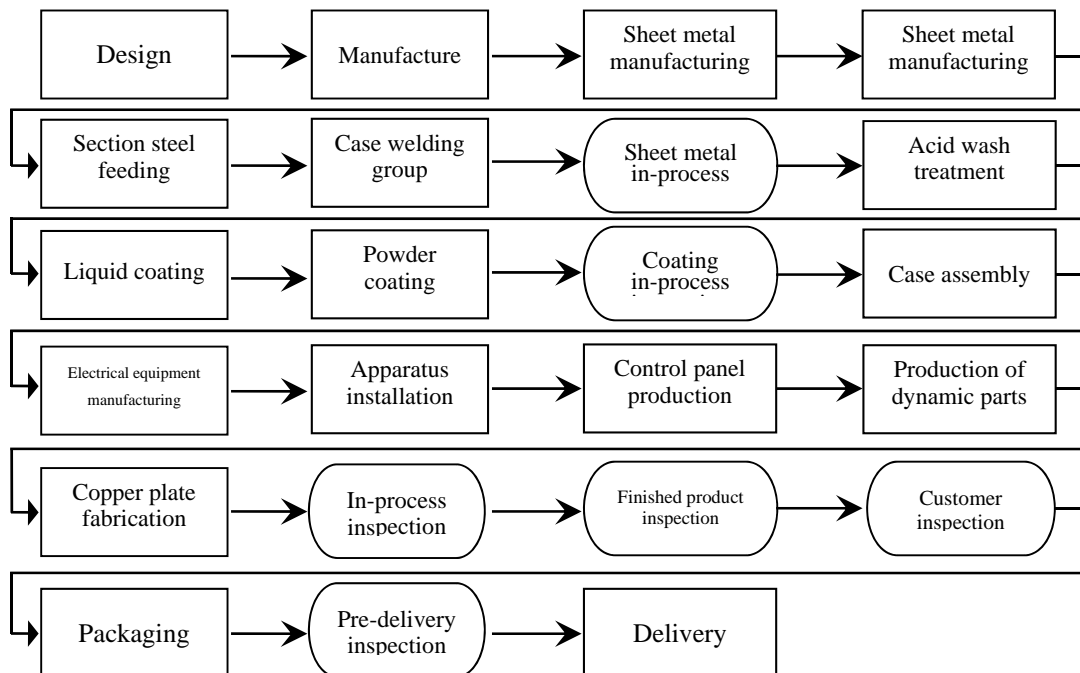 Design
Manufacture
Sheet metal
manufacturing
Sheet metal
manufacturing
Section steel
feeding
Case welding
group
Sheet metal
in-process
Acid wash
treatment
Liquid coating
Powder
coating
Coating
in-process
Case assembly
Electrical equipment
manufacturing
Apparatus
installation
Control panel
production
Production of
dynamic parts
Copper plate
fabrication
In-process
inspection
Finished product
inspection
Customer
inspection
Packaging
Pre-delivery
inspection
Delivery